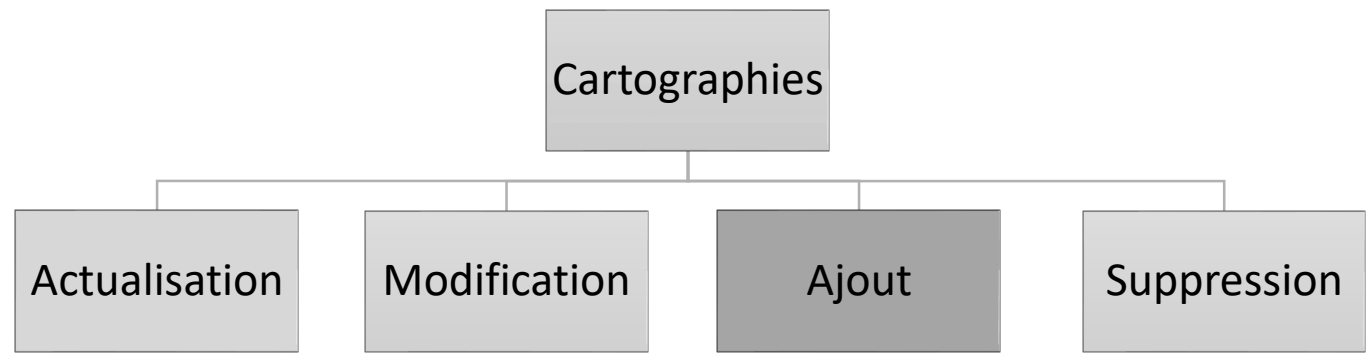 Cartographies
Actualisation
Modification
Ajout
Suppression